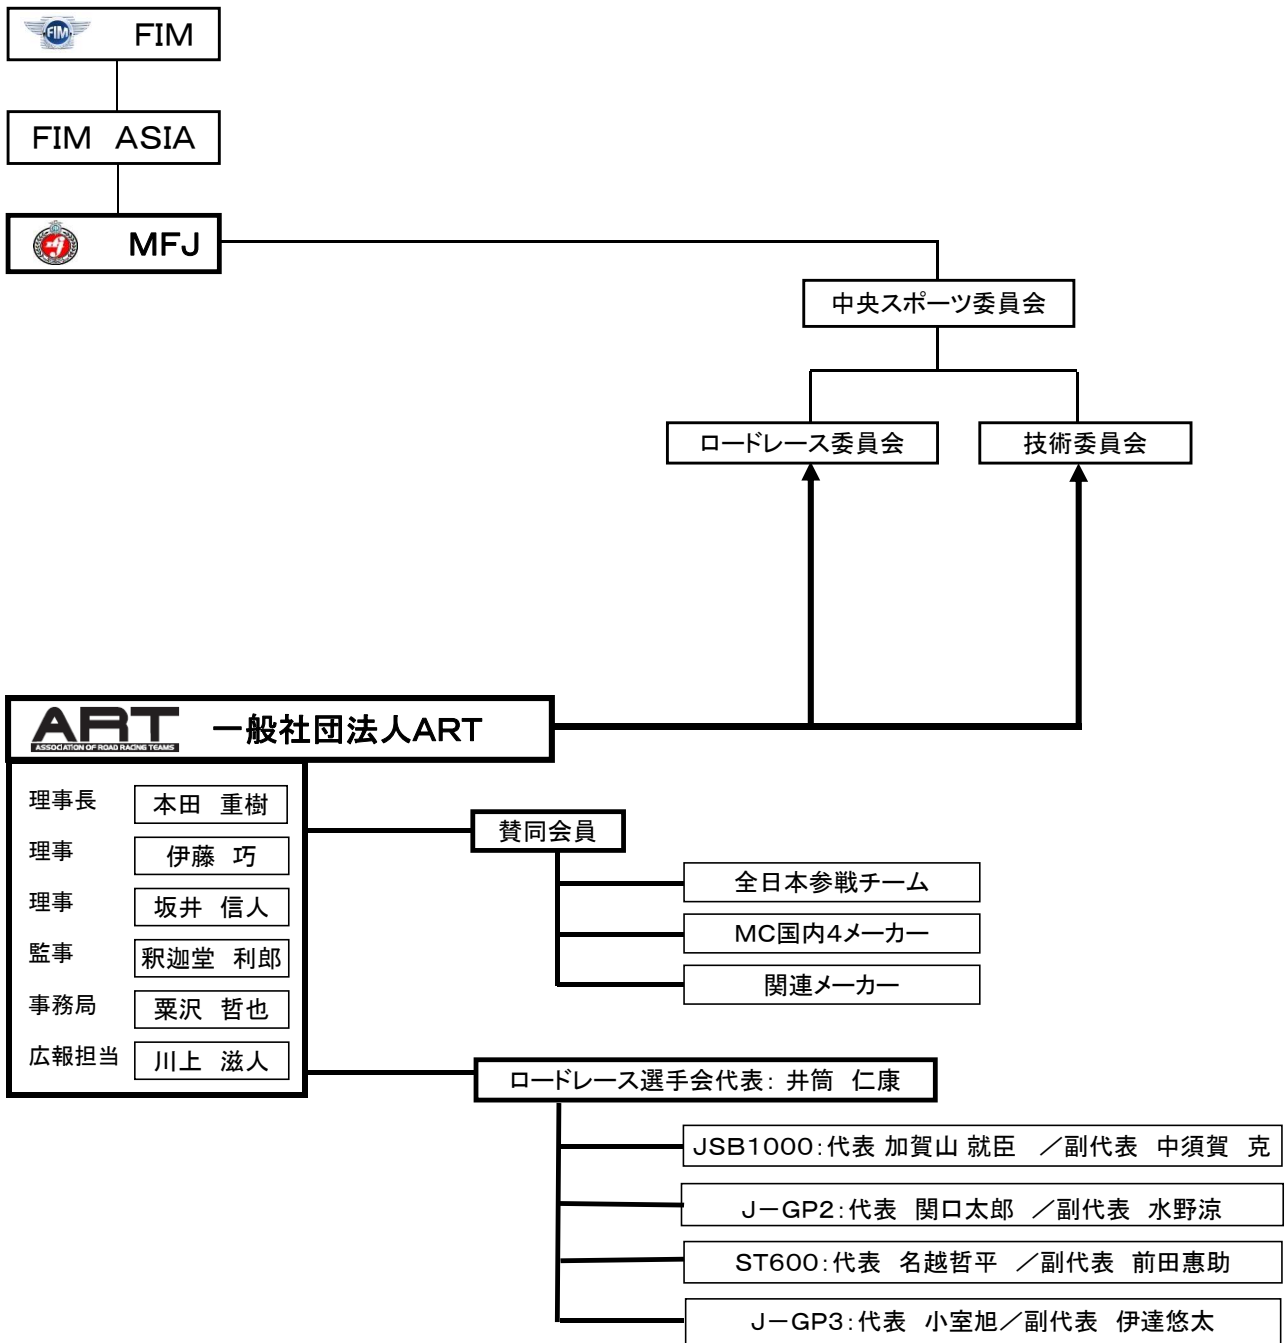 FIM FIM
FIM ASIA
MFJ
中央スポーツ委員会
ロードレース委員会
技術委員会
ART 一般社団法人ART
ASSOCIATION OF ROAD RACING TEAMS
理事長 本田 重樹
理事 伊藤 巧
理事 坂井 信人
監事 釈迦堂 利郎
事務局 粟沢 哲也
広報担当 川上 滋人
賛同会員
全日本参戦チーム
MC国内4メーカー
関連メーカー
ロードレース選手会代表: 井筒 仁康
JSB1000:代表 加賀山 就臣 ／副代表 中須賀 克
J－GP2:代表 関口太郎 ／副代表 水野涼
ST600:代表 名越哲平 ／副代表 前田恵助
J－GP3:代表 小室旭／副代表 伊達悠太